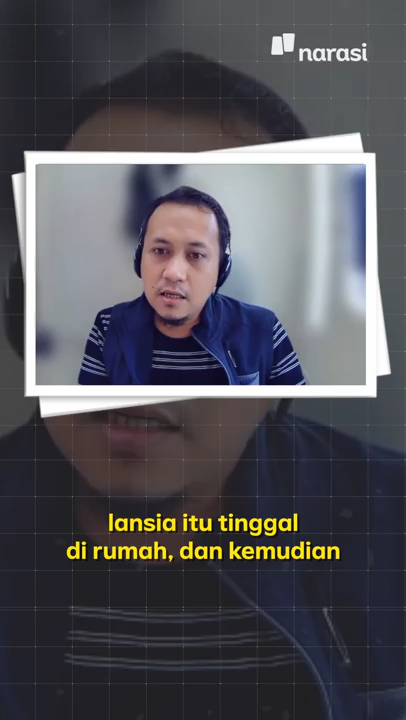 narasi
lansia itu tinggal
di rumah, dan kemudian